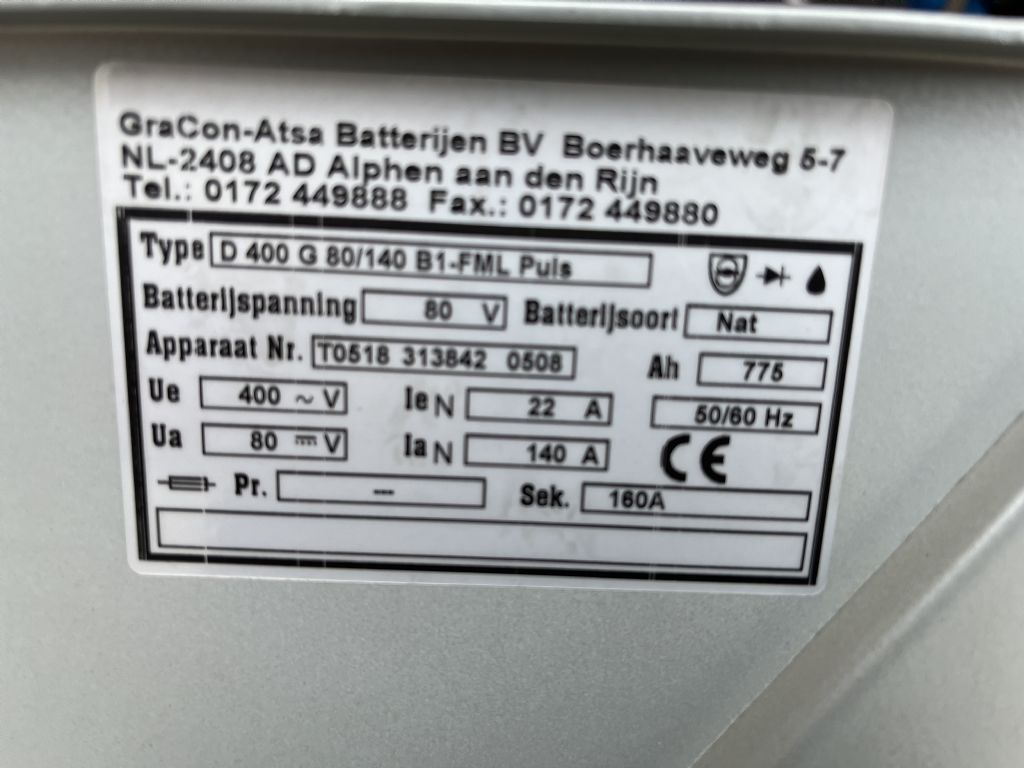 GraCon-Atsa Batterijen BV Boerhaaveweg 5-7
NL-2408 AD Alphen aan den Rijn
Tel.: 0172 449888 Fax.: 0172 449880
Type D 400 G 80/140 B1-FML Puls
Batterijspanning 80 V Batterijsoort Nat
Apparaat Nr. T0518 313842 0508 Ah 775
Ue 400 ~ V Ie N 22 A 50/60 Hz
Ua 80 ⎓ V Ia N 140 A CE
Pr. --- Sek. 160A